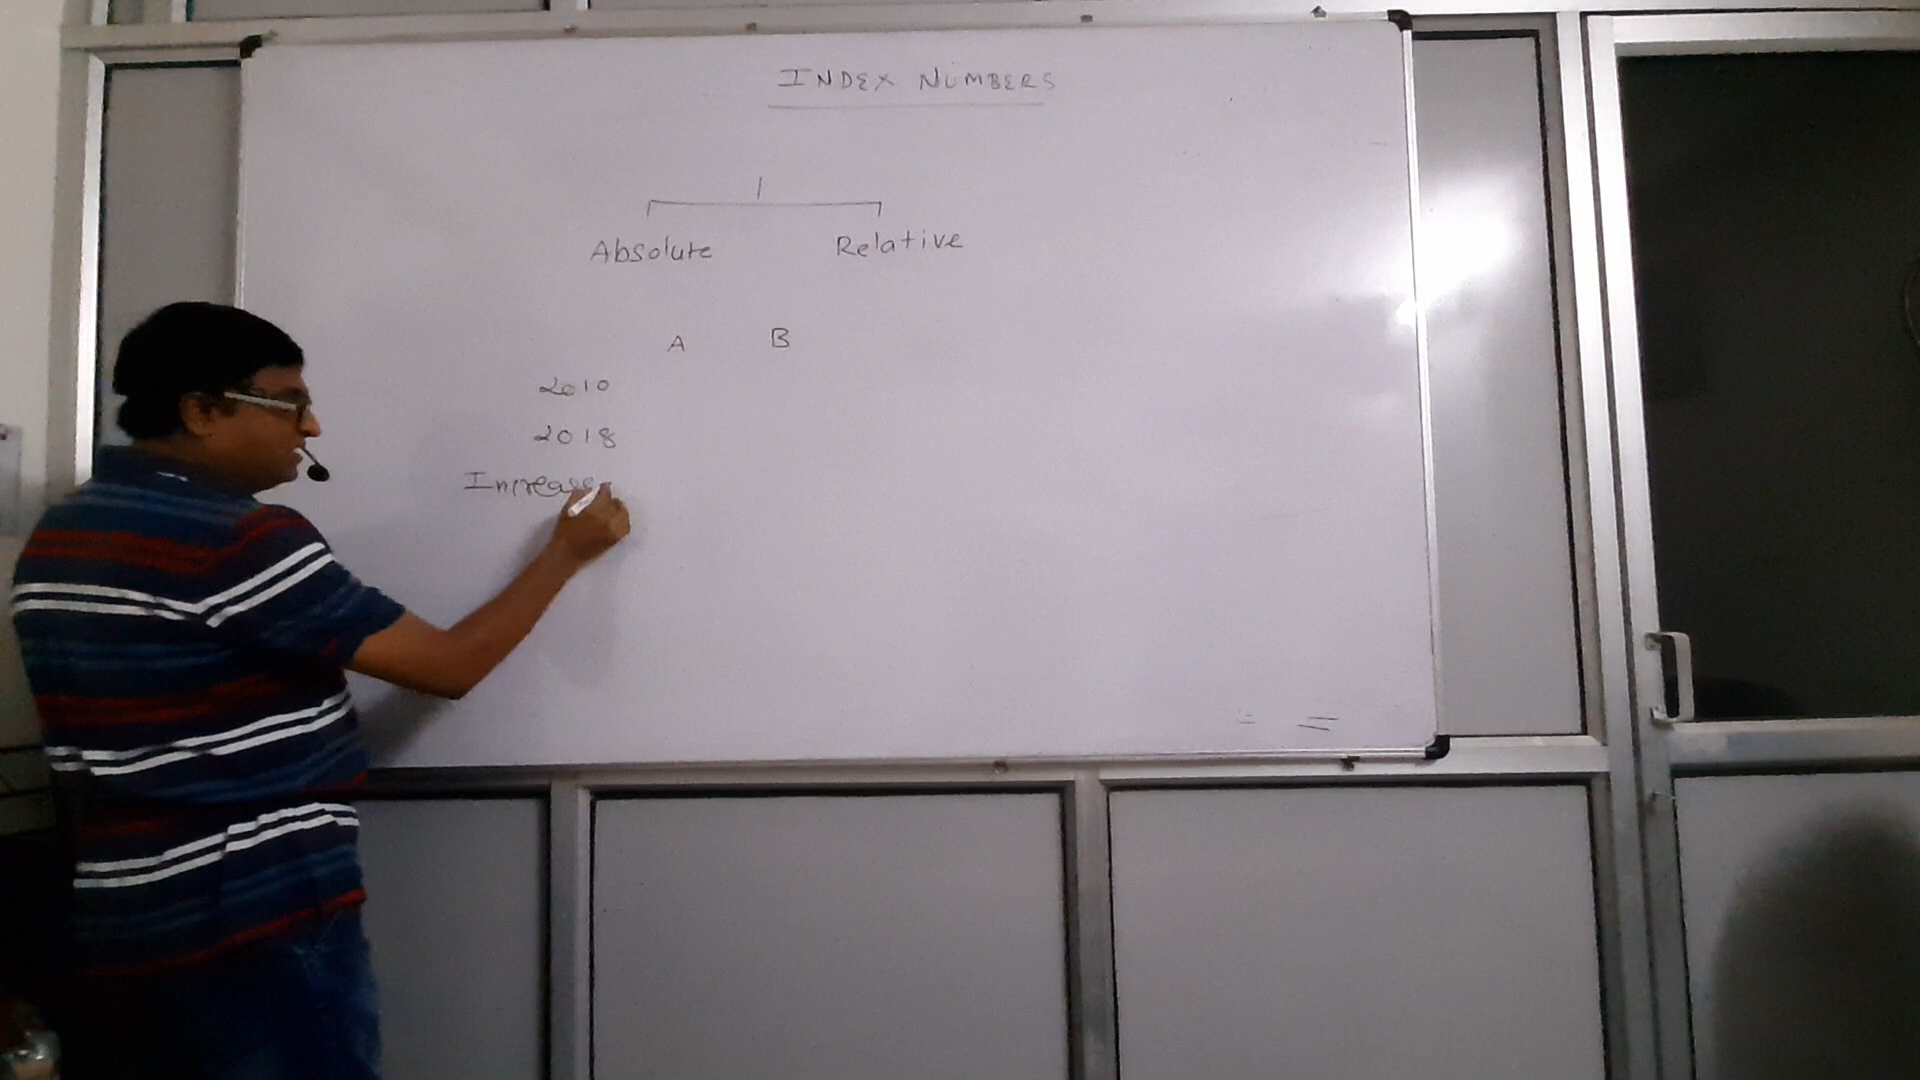 INDEX NUMBERS
Absolute Relative
A B
2010
2018
Increase